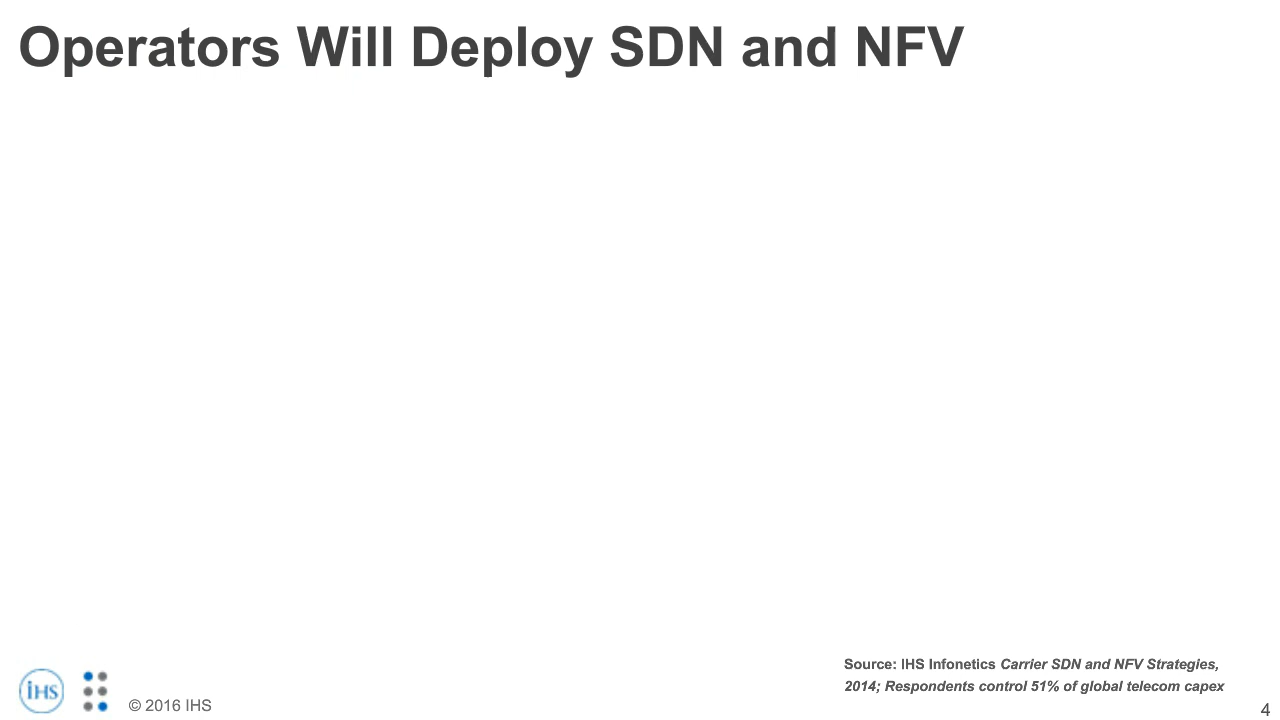 Operators Will Deploy SDN and NFV
Source: IHS Infonetics Carrier SDN and NFV Strategies,
2014; Respondents control 51% of global telecom capex
iHS
© 2016 IHS
4